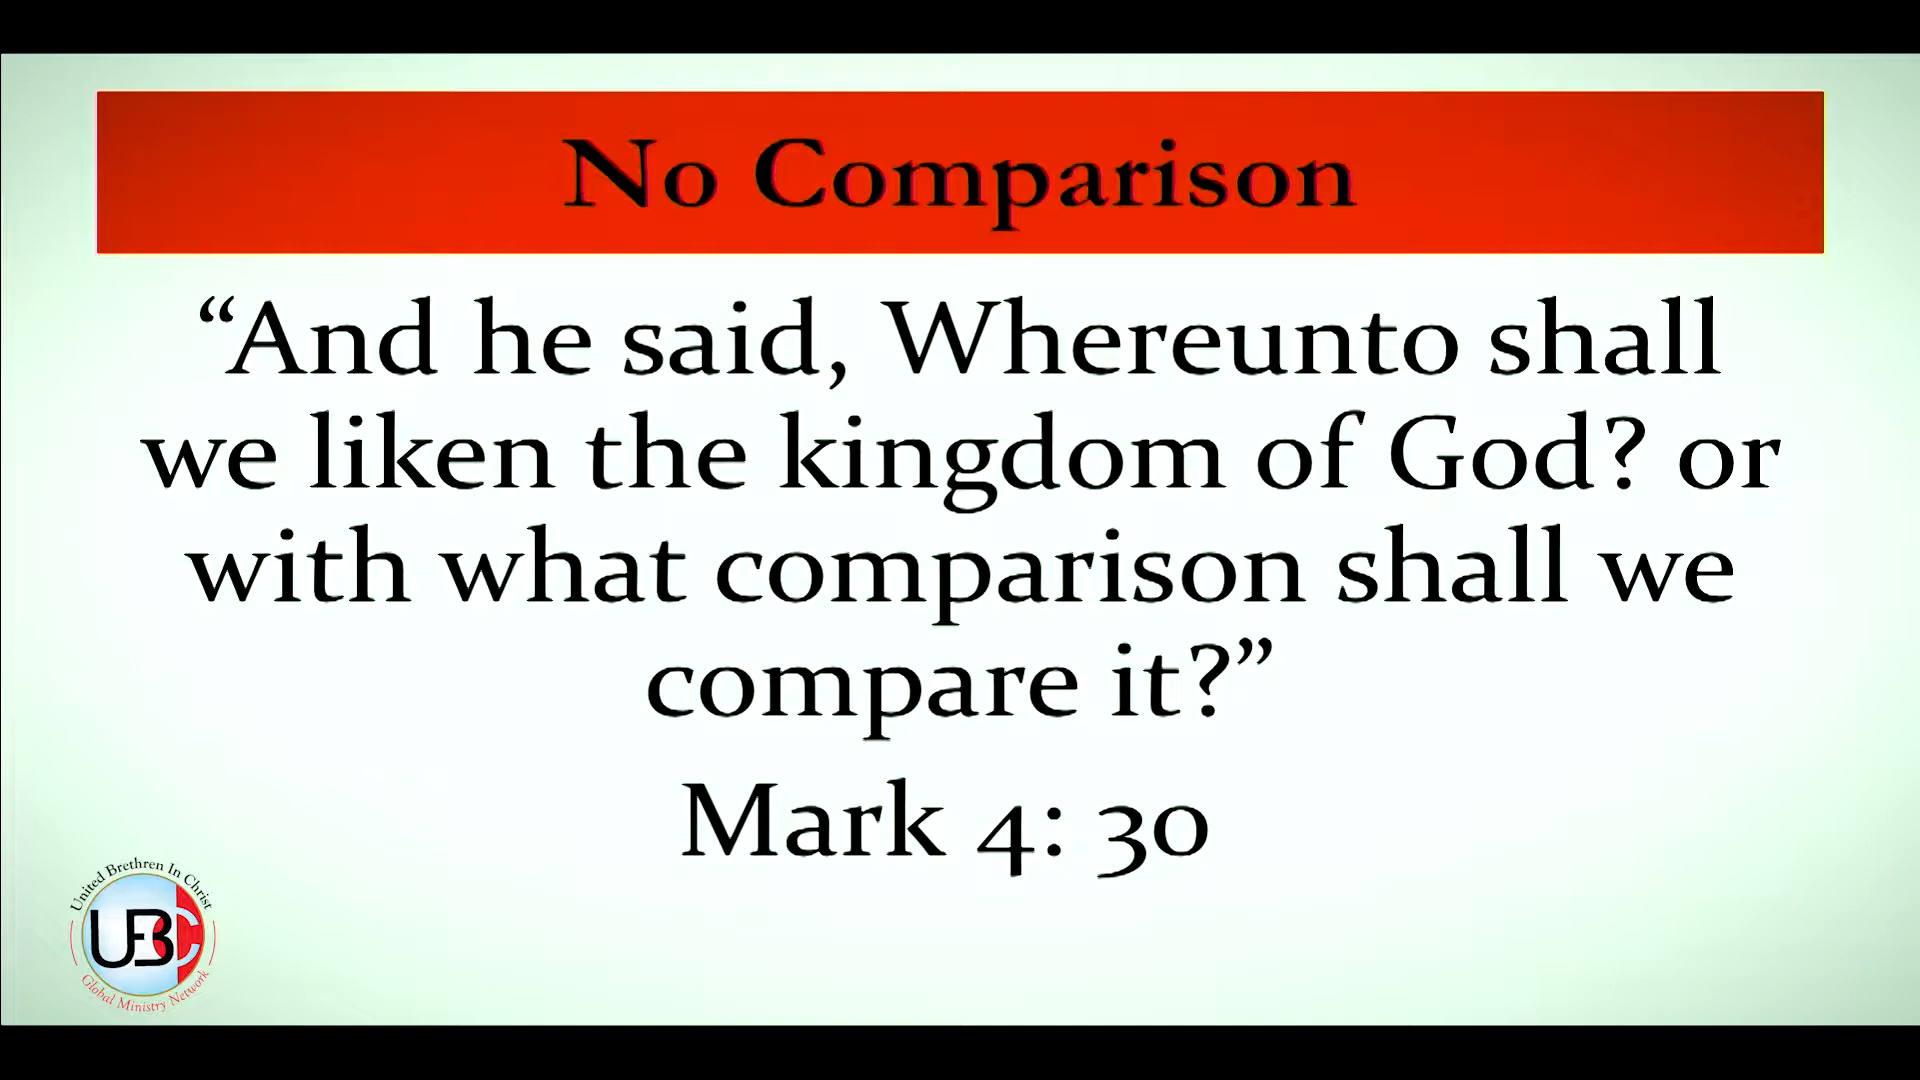 No Comparison
“And he said, Whereunto shall
we liken the kingdom of God? or
with what comparison shall we
compare it?”
Mark 4: 30
United Brethren In Christ
UBC
Global Ministry Network